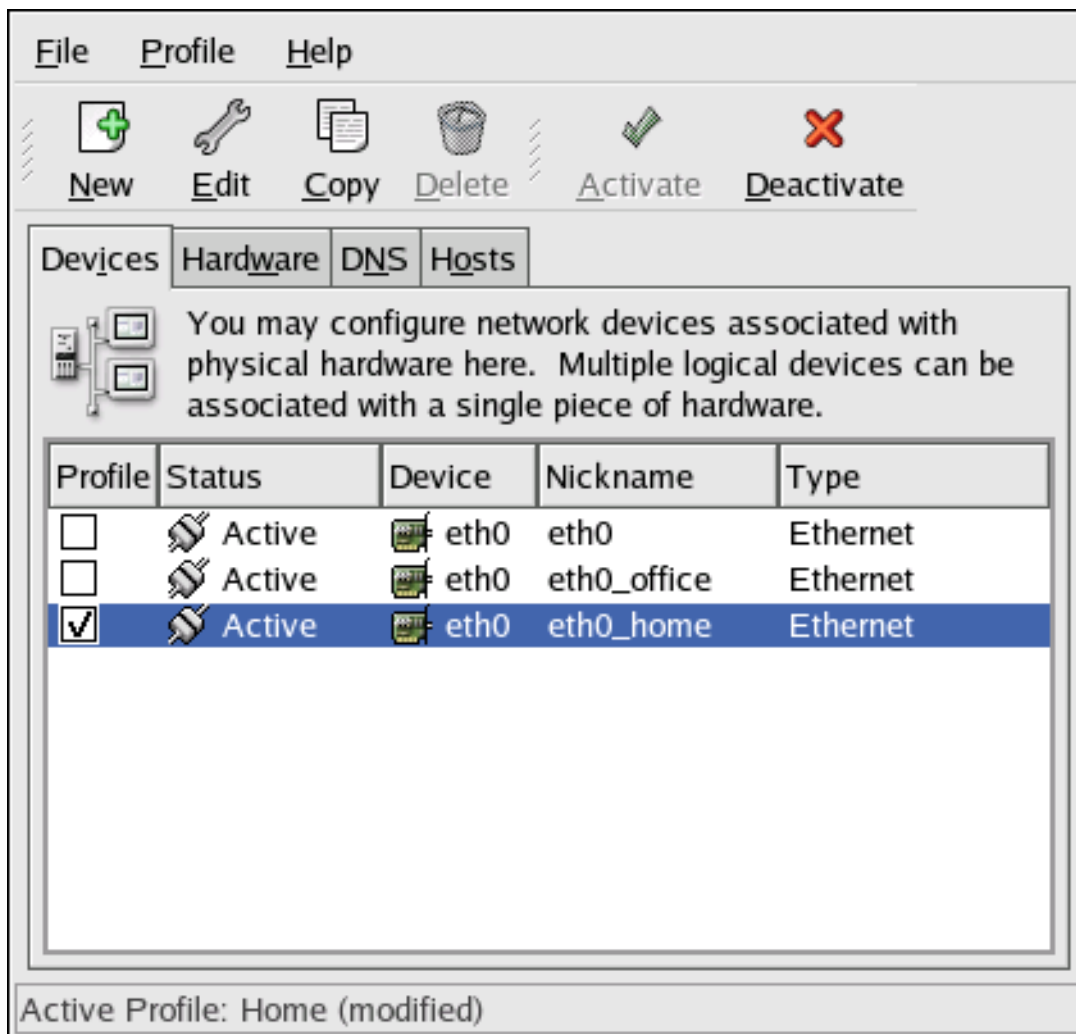 File Profile Help
New Edit Copy Delete Activate Deactivate
Devices Hardware DNS Hosts
You may configure network devices associated with
physical hardware here.  Multiple logical devices can be
associated with a single piece of hardware.
Profile Status Device Nickname Type
Active eth0 eth0 Ethernet
Active eth0 eth0_office Ethernet
Active eth0 eth0_home Ethernet
Active Profile: Home (modified)